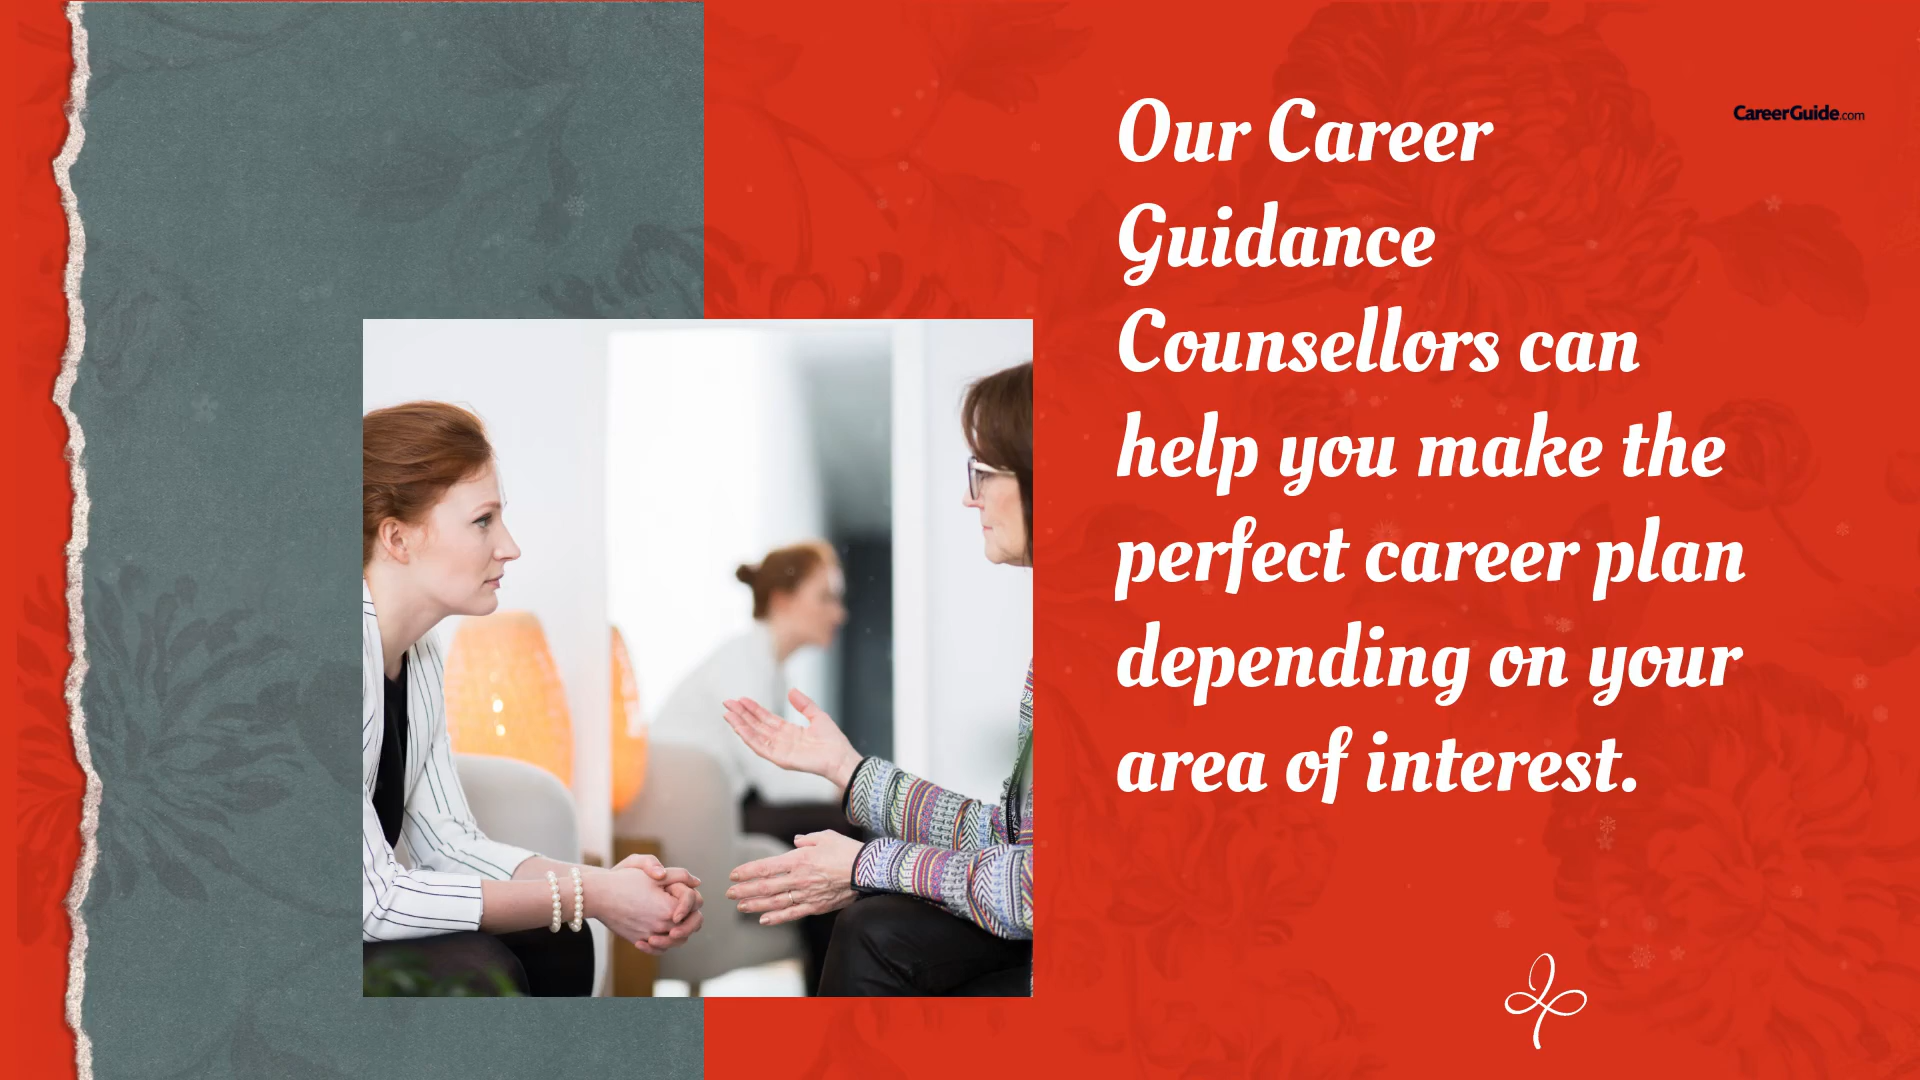 Our Career
Guidance
Counsellors can
help you make the
perfect career plan
depending on your
area of interest.
CareerGuide.com